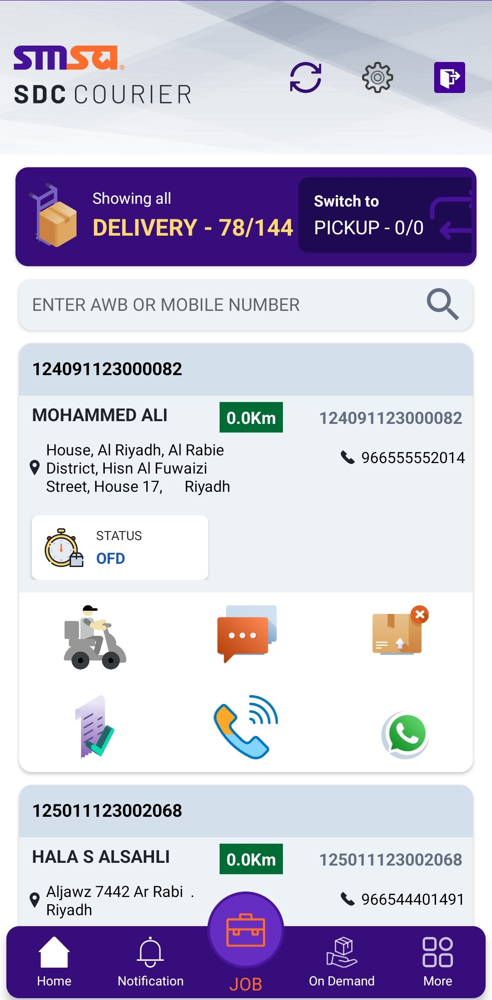 smsa®
SDC COURIER
Showing all
DELIVERY - 78/144
Switch to
PICKUP - 0/0
ENTER AWB OR MOBILE NUMBER
124091123000082
MOHAMMED ALI
0.0Km
124091123000082
House, Al Riyadh, Al Rabie
District, Hisn Al Fuwaizi
Street, House 17, Riyadh
966555552014
STATUS
OFD
125011123002068
HALA S ALSAHLI
0.0Km
125011123002068
Aljawz 7442 Ar Rabi .
Riyadh
966544401491
Home
Notification
JOB
On Demand
More